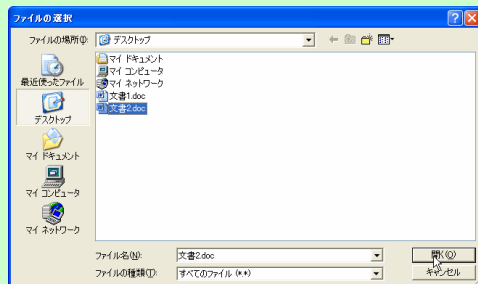 ファイルの選択
ファイルの場所(I):
デスクトップ
最近使ったファイル
デスクトップ
マイ ドキュメント
マイ コンピュータ
マイ ネットワーク
マイ ドキュメント
マイ コンピュータ
マイ ネットワーク
文書1.doc
文書2.doc
ファイル名(N):
文書2.doc
開く(O)
ファイルの種類(T):
すべてのファイル (*.*)
キャンセル